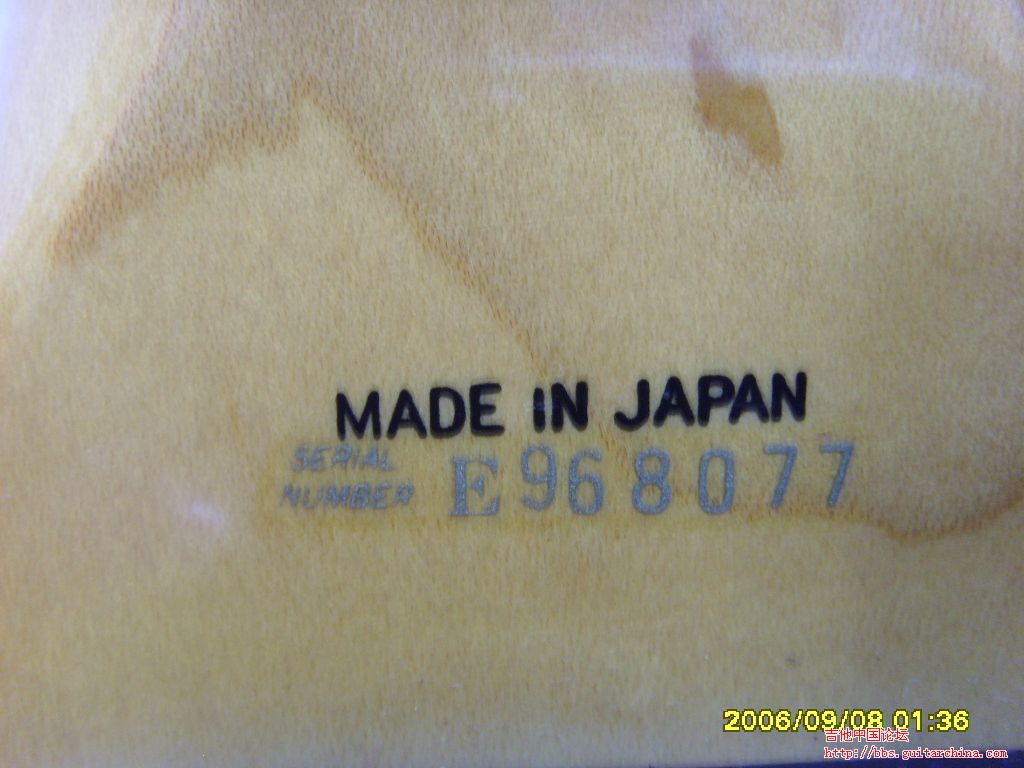 MADE IN JAPAN
SERIAL
NUMBER E968077
2006/09/08 01:36
吉他中国论坛
http://bbs.guitarchina.com